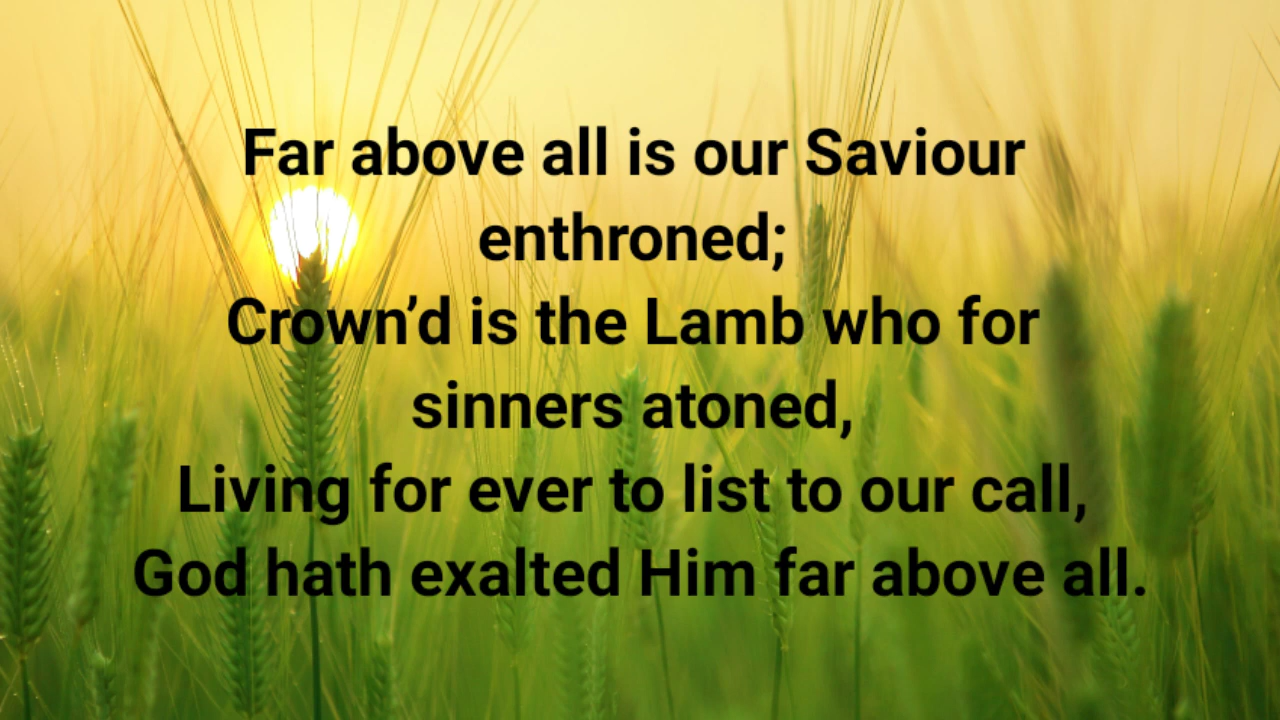 Far above all is our Saviour
enthroned;
Crown’d is the Lamb who for
sinners atoned,
Living for ever to list to our call,
God hath exalted Him far above all.